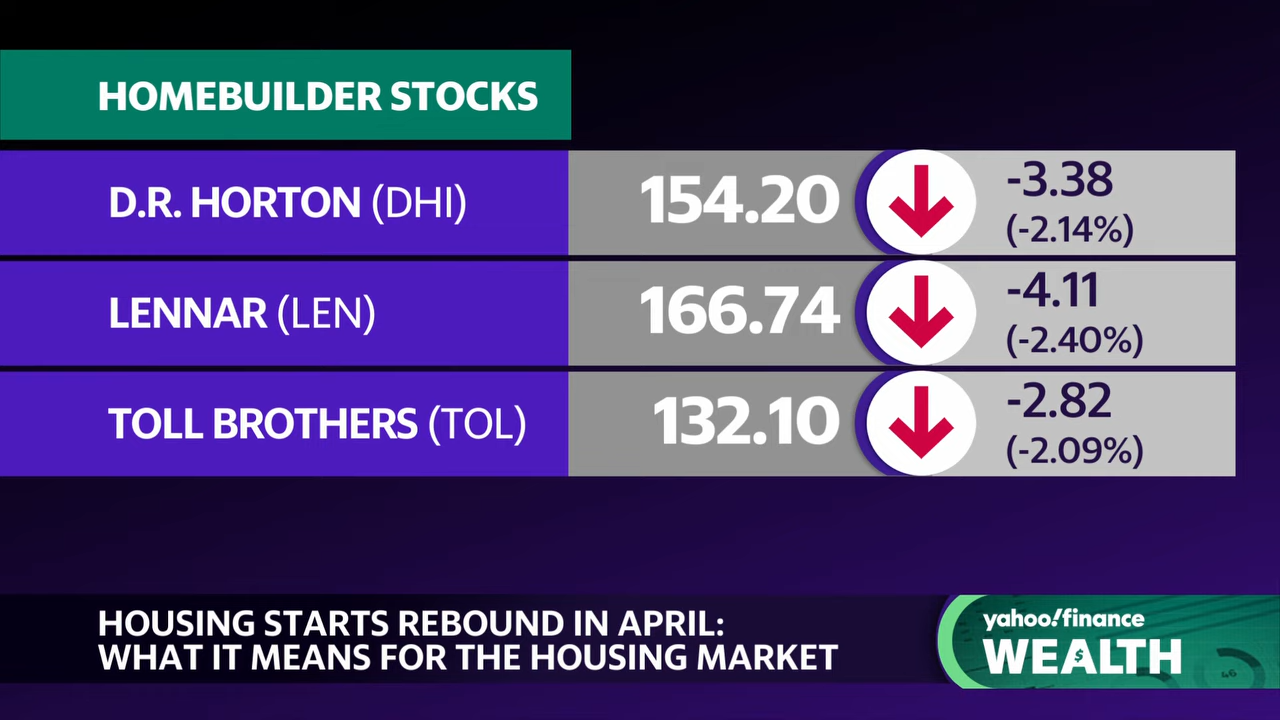 HOMEBUILDER STOCKS
D.R. HORTON (DHI) 154.20 -3.38
(-2.14%)
LENNAR (LEN) 166.74 -4.11
(-2.40%)
TOLL BROTHERS (TOL) 132.10 -2.82
(-2.09%)
HOUSING STARTS REBOUND IN APRIL:
WHAT IT MEANS FOR THE HOUSING MARKET
yahoo!finance
WEALTH